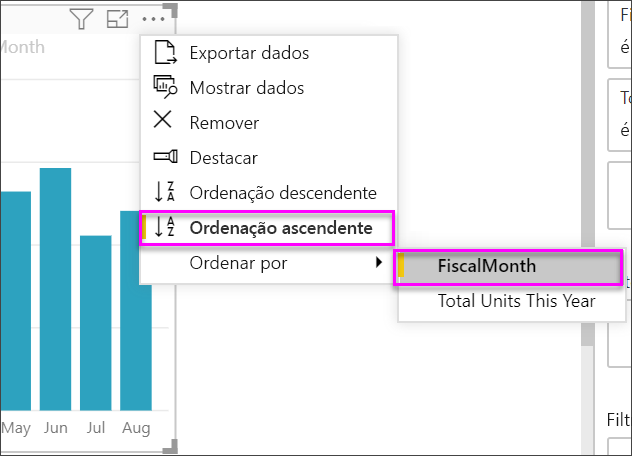 Month
Exportar dados
Mostrar dados
Remover
Destacar
Ordenação descendente
Ordenação ascendente
Ordenar por
FiscalMonth
Total Units This Year
May Jun Jul Aug
é
é
Filt